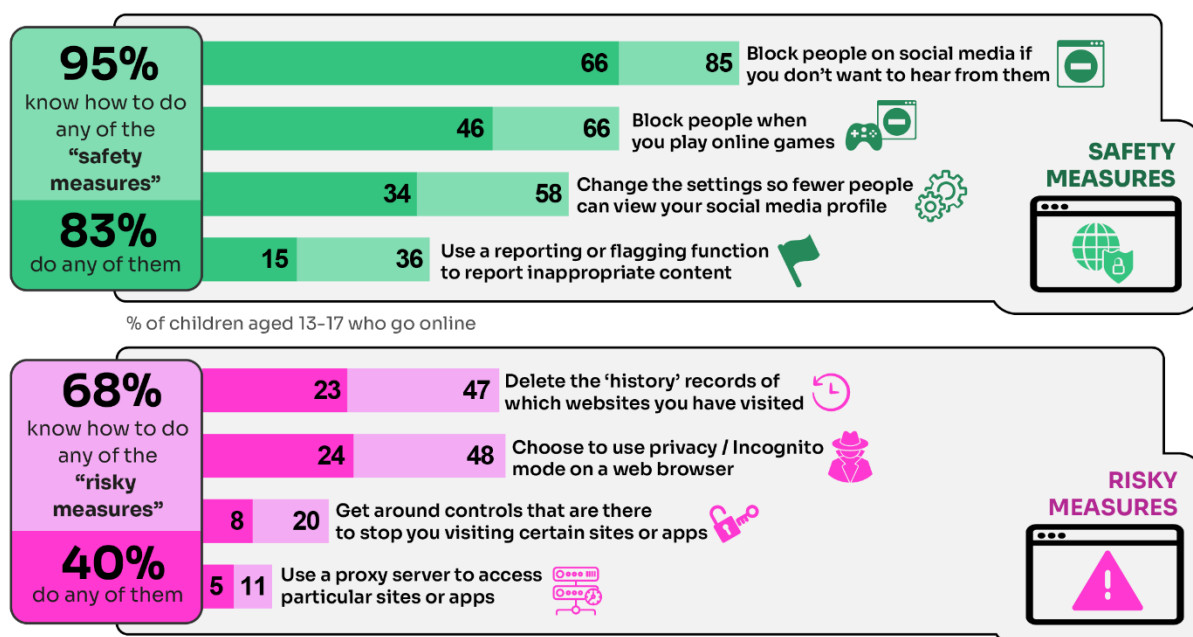 95%
know how to do
any of the
“safety
measures”
83%
do any of them
66 85 Block people on social media if
you don’t want to hear from them
46 66 Block people when
you play online games
34 58 Change the settings so fewer people
can view your social media profile
15 36 Use a reporting or flagging function
to report inappropriate content
SAFETY
MEASURES
% of children aged 13-17 who go online
68%
know how to do
any of the
“risky
measures”
40%
do any of them
23 47 Delete the ‘history’ records of
which websites you have visited
24 48 Choose to use privacy / Incognito
mode on a web browser
8 20 Get around controls that are there
to stop you visiting certain sites or apps
5 11 Use a proxy server to access
particular sites or apps
RISKY
MEASURES